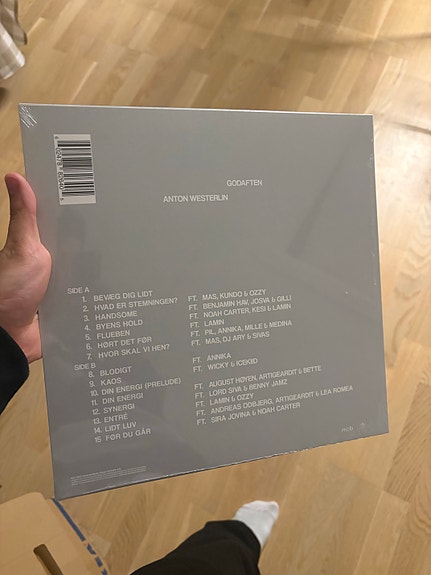 GODAFTEN
ANTON WESTERLIN
SIDE A
1. BEVÆG DIG LIDT FT. MAS, KUNDO & OZZY
2. HVAD ER STEMNINGEN? FT. BENJAMIN HAV, JOSVA & GILLI
3. HANDSOME FT. NOAH CARTER, KESI & LAMIN
4. BYENS HOLD FT. LAMIN
5. FLUEBEN FT. PIL, ANNIKA, MILLE & MEDINA
6. HØRT DET FØR FT. MAS, DJ ARY & SIVAS
7. HVOR SKAL VI HEN?
SIDE B
8. BLODIGT FT. ANNIKA
9. KAOS FT. WICKY & ICEKIID
10. DIN ENERGI (PRELUDE)
11. DIN ENERGI FT. AUGUST HØYEN, ARTIGEARDIT & BETTE
12. SYNERGI FT. LORD SIVA & BENNY JAMZ
13. ENTRÉ FT. LAMIN & OZZY
14. LIDT LUV FT. ANDREAS ODBJERG, ARTIGEARDIT & LEA ROMEA
15 FØR DU GÅR FT. SIRA JOVINA & NOAH CARTER
ncb